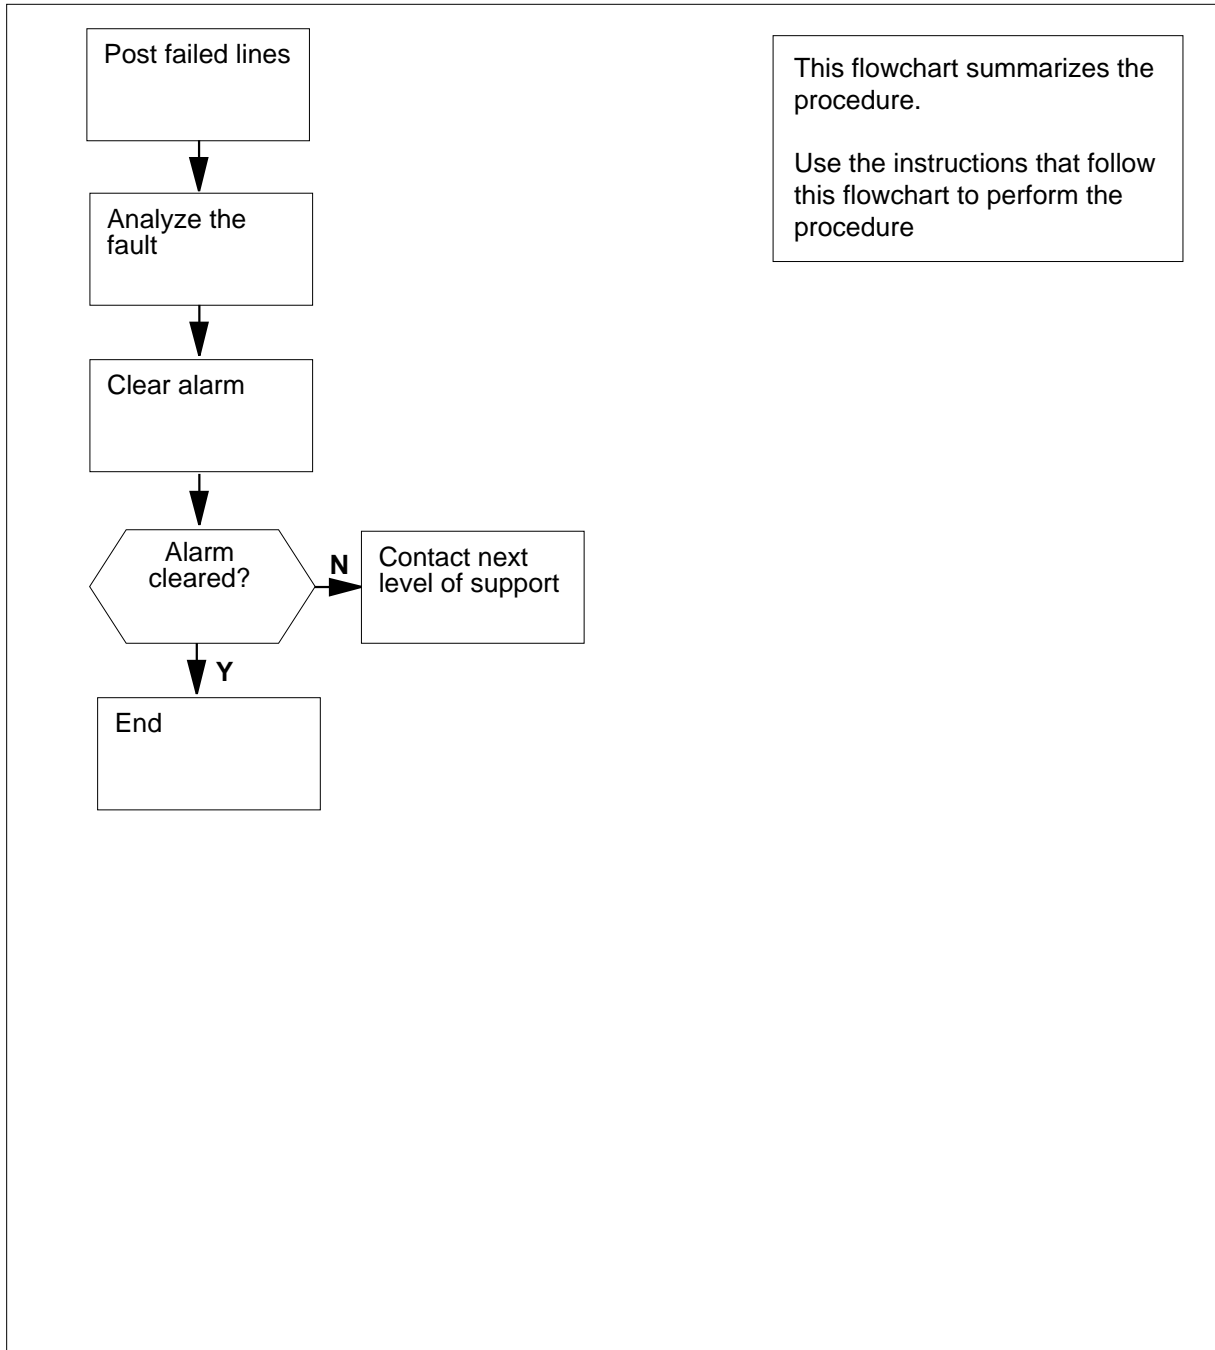 Post failed lines
This flowchart summarizes the
procedure.
Use the instructions that follow
this flowchart to perform the
procedure
Analyze the
fault
Clear alarm
Alarm
cleared?
N
Contact next
level of support
Y
End